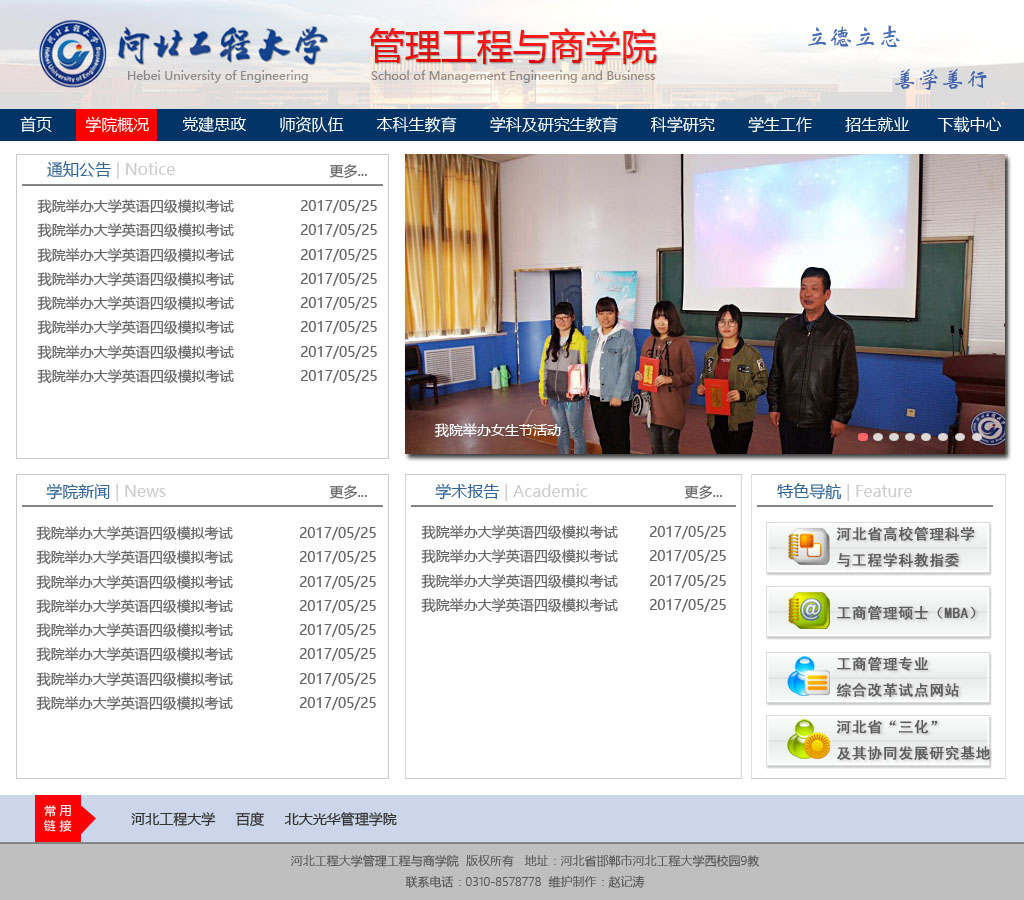 河北工程大学
Hebei University of Engineering
管理工程与商学院
School of Management Engineering and Business
立德立志
善学善行
首页 学院概况 党建思政 师资队伍 本科生教育 学科及研究生教育 科学研究 学生工作 招生就业 下载中心
通知公告 | Notice 更多...
我院举办大学英语四级模拟考试 2017/05/25
我院举办大学英语四级模拟考试 2017/05/25
我院举办大学英语四级模拟考试 2017/05/25
我院举办大学英语四级模拟考试 2017/05/25
我院举办大学英语四级模拟考试 2017/05/25
我院举办大学英语四级模拟考试 2017/05/25
我院举办大学英语四级模拟考试 2017/05/25
我院举办大学英语四级模拟考试 2017/05/25
我院举办女生节活动
学院新闻 | News 更多...
我院举办大学英语四级模拟考试 2017/05/25
我院举办大学英语四级模拟考试 2017/05/25
我院举办大学英语四级模拟考试 2017/05/25
我院举办大学英语四级模拟考试 2017/05/25
我院举办大学英语四级模拟考试 2017/05/25
我院举办大学英语四级模拟考试 2017/05/25
我院举办大学英语四级模拟考试 2017/05/25
我院举办大学英语四级模拟考试 2017/05/25
学术报告 | Academic 更多...
我院举办大学英语四级模拟考试 2017/05/25
我院举办大学英语四级模拟考试 2017/05/25
我院举办大学英语四级模拟考试 2017/05/25
我院举办大学英语四级模拟考试 2017/05/25
特色导航 | Feature
河北省高校管理科学
与工程学科教指委
工商管理硕士（MBA）
工商管理专业
综合改革试点网站
河北省“三化”
及其协同发展研究基地
常用
链接
河北工程大学 百度 北大光华管理学院
河北工程大学管理工程与商学院 版权所有 地址：河北省邯郸市河北工程大学西校园9教
联系电话：0310-8578778 维护制作：赵记涛